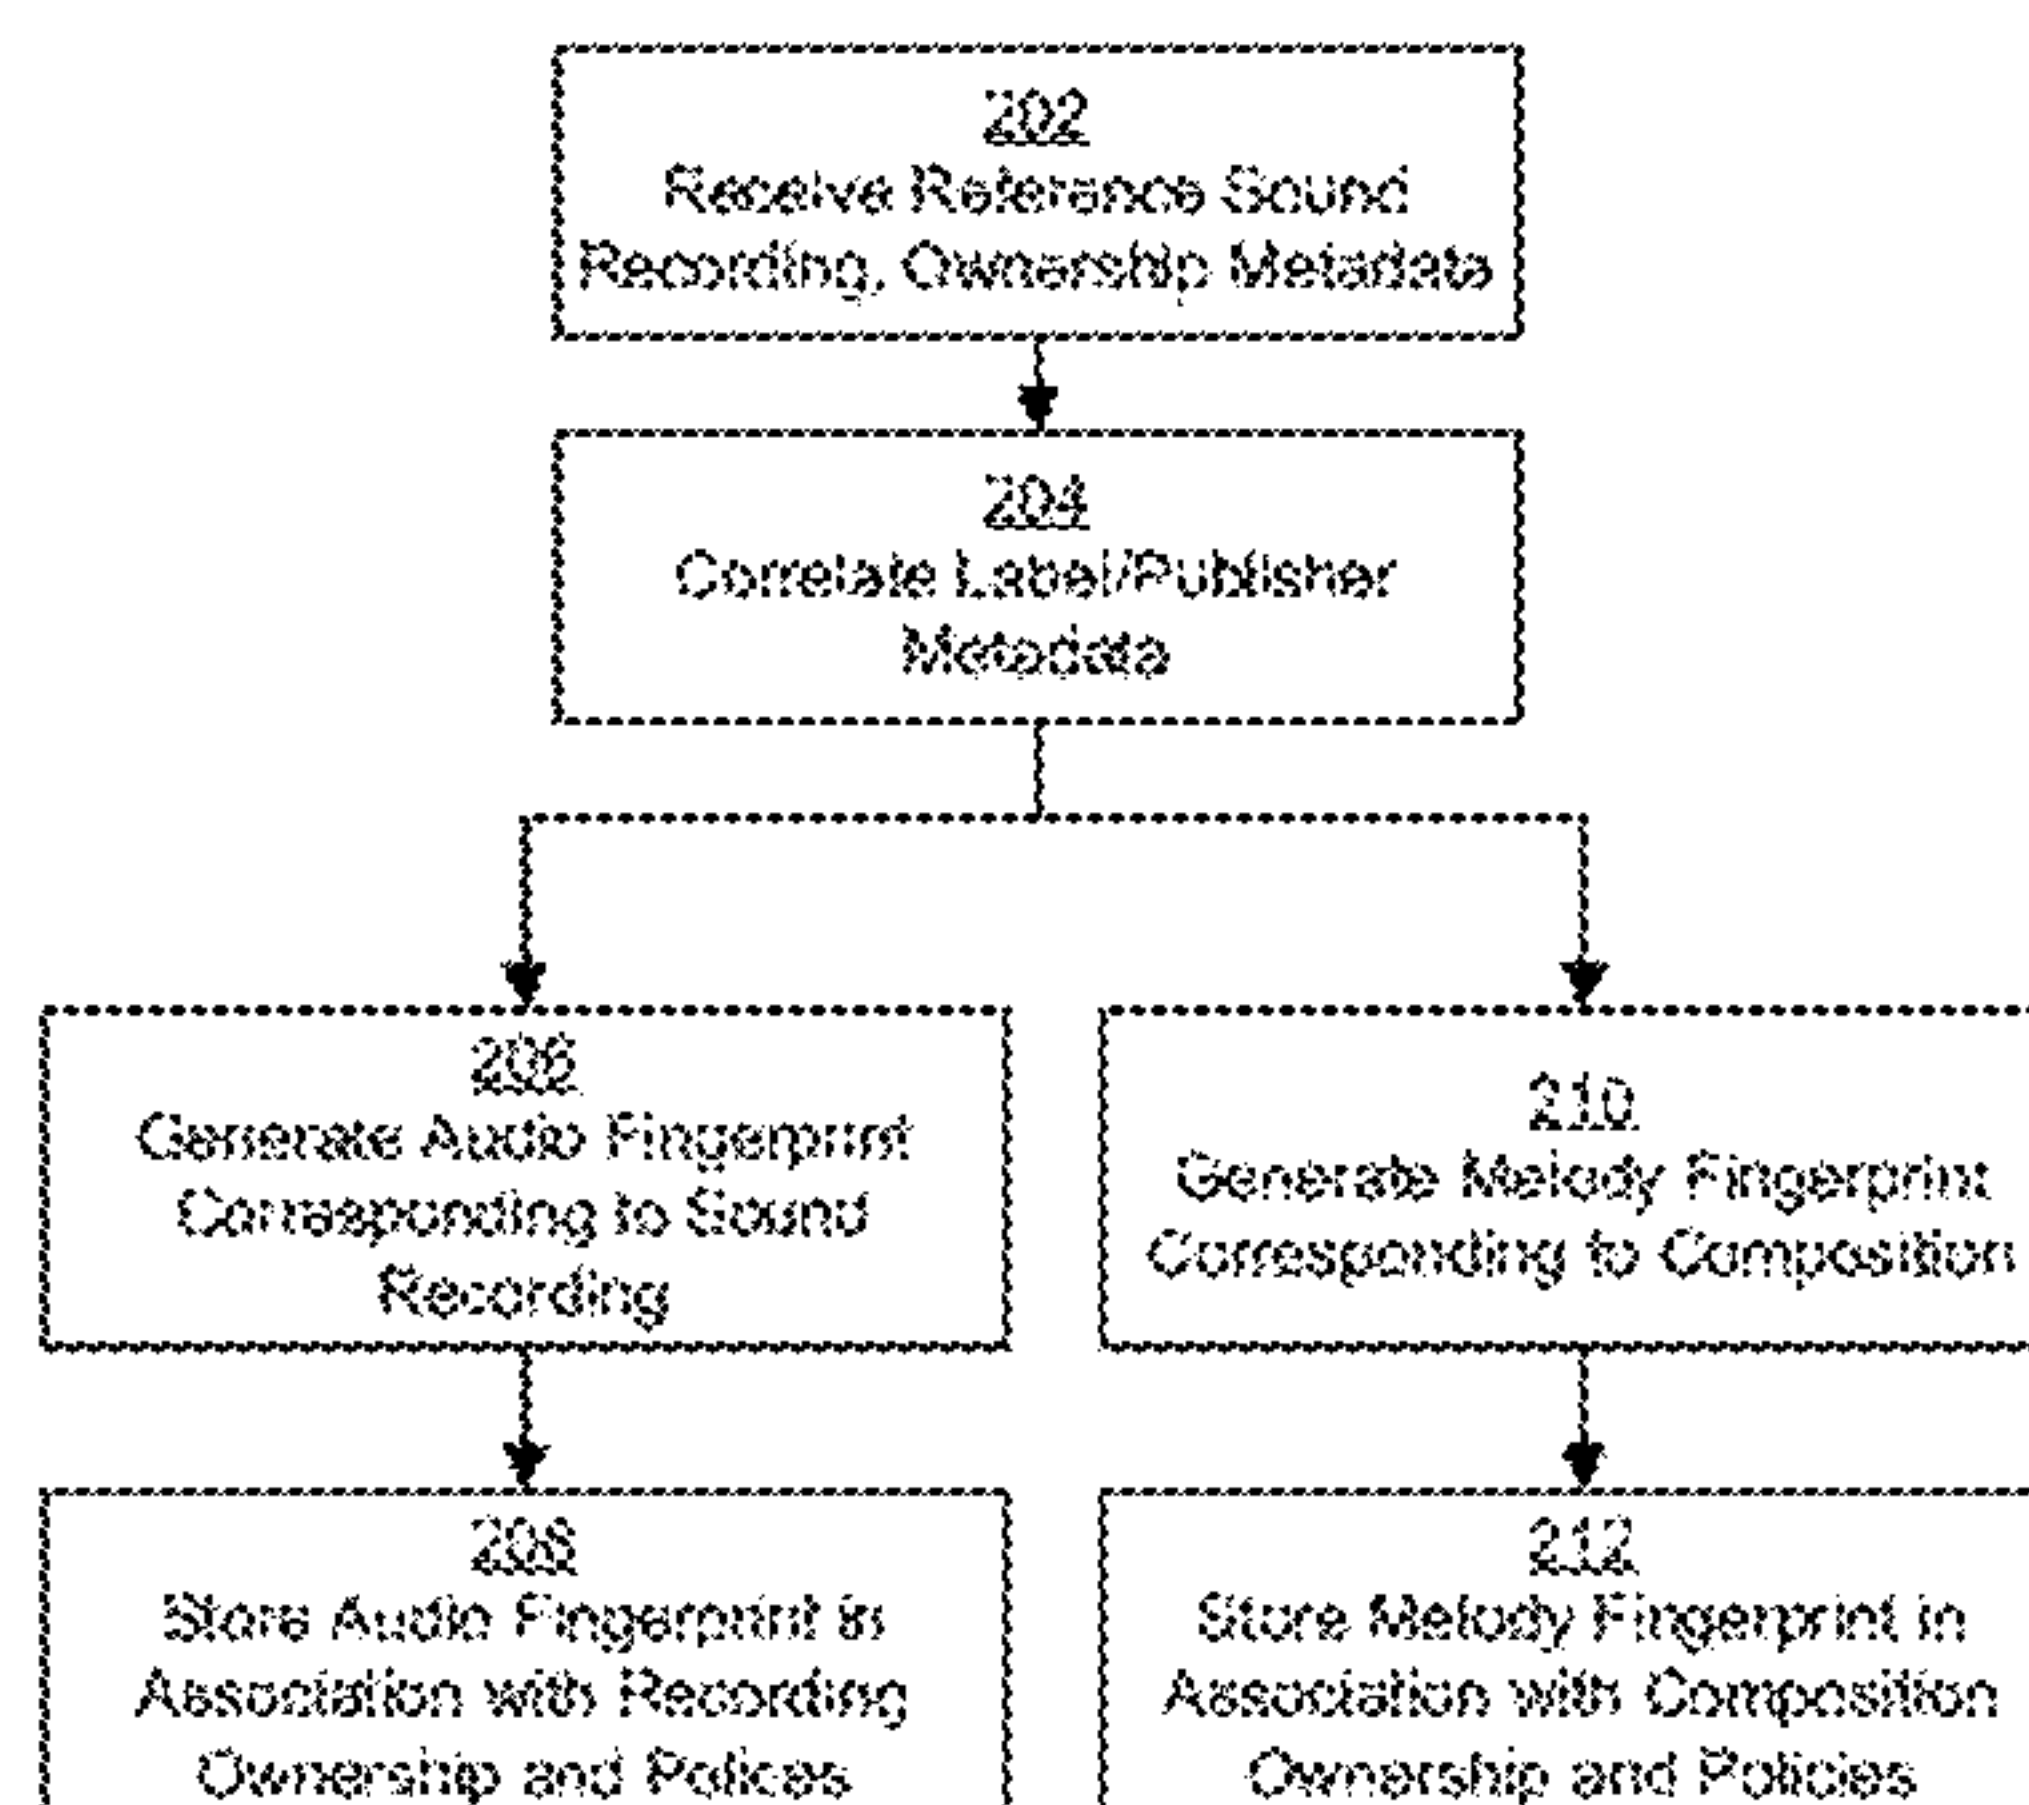 202
Receive Reference Sound
Recording, Ownership Metadata
204
Correlate Label/Publisher
Metadata
206
Generate Audio Fingerprint
Corresponding to Sound
Recording
210
Generate Melody Fingerprint
Corresponding to Composition
208
Store Audio Fingerprint in
Association with Recording
Ownership and Polices
212
Store Melody Fingerprint in
Association with Composition
Ownership and Policies